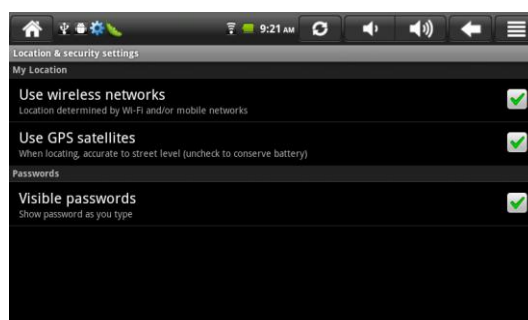 9:21 AM
Location & security settings
My Location
Use wireless networks
Location determined by Wi-Fi and/or mobile networks
Use GPS satellites
When locating, accurate to street level (uncheck to conserve battery)
Passwords
Visible passwords
Show password as you type